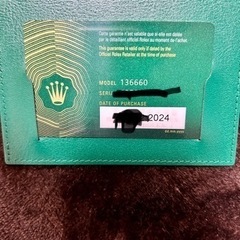 Cette garantie n'est valable que si elle est validée
par le détaillant officiel Rolex au moment de l'achat
This guarantee is valid only if dated by the
Official Rolex Retailer at the time of purchase
MODEL 136660
SERIAL
DATE OF PURCHASE
2024